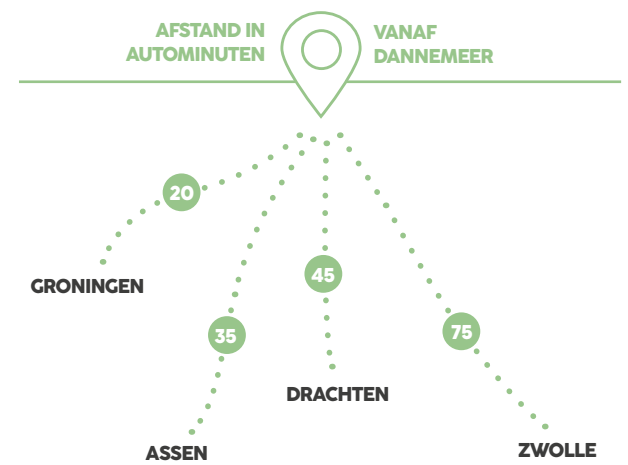 AFSTAND IN
AUTOMINUTEN
VANAF
DANNEMEER
20
GRONINGEN
45
35
75
DRACHTEN
ASSEN
ZWOLLE